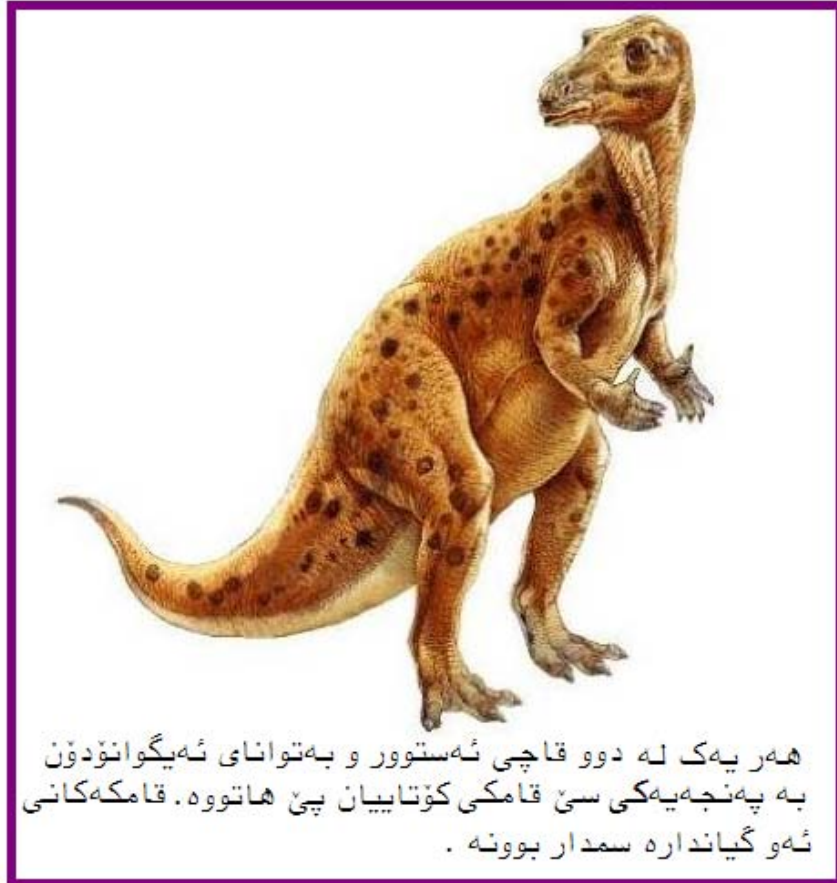 هەر یەک لە دوو قاچی ئەستوور و بەتوانای ئەیگوانۆدۆن
بە پەنجەیەکی سێ قامکی کۆتاییان پێ هاتووە. قامکەکانی
ئەو گیاندارە سمدار بوونە .